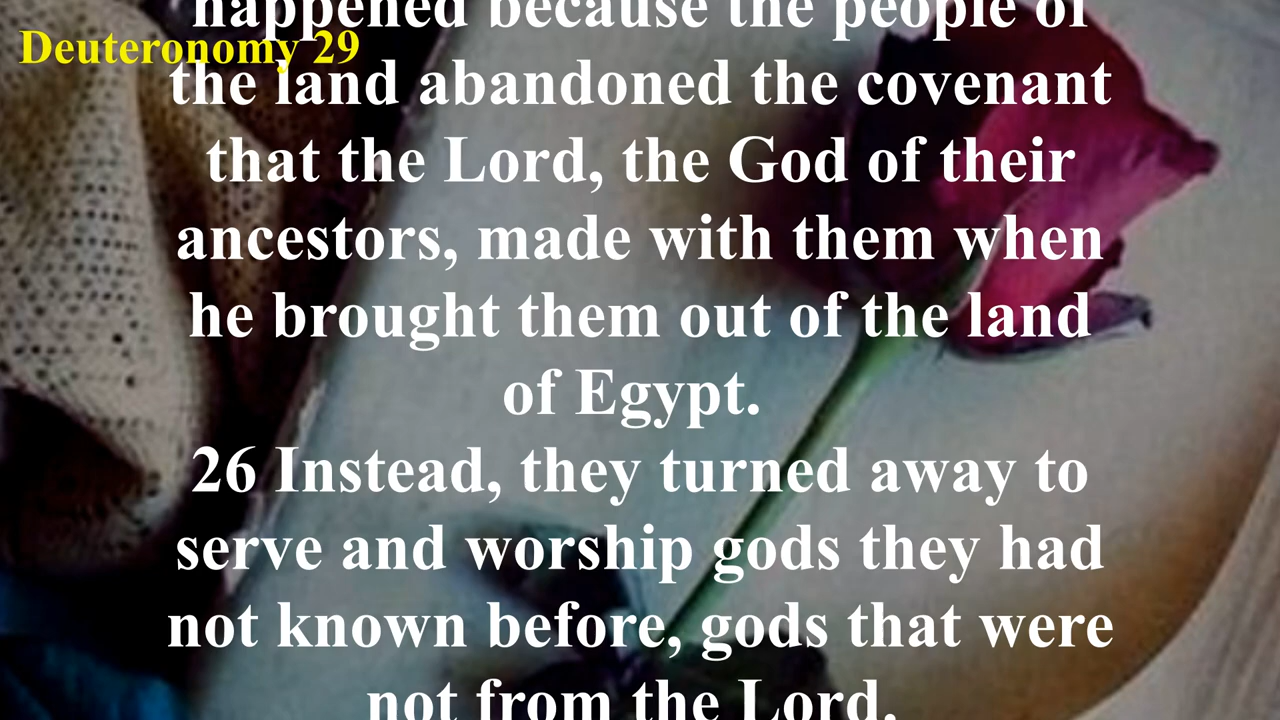 happened because the people of
Deuteronomy 29
the land abandoned the covenant
that the Lord, the God of their
ancestors, made with them when
he brought them out of the land
of Egypt.
26 Instead, they turned away to
serve and worship gods they had
not known before, gods that were
not from the Lord.